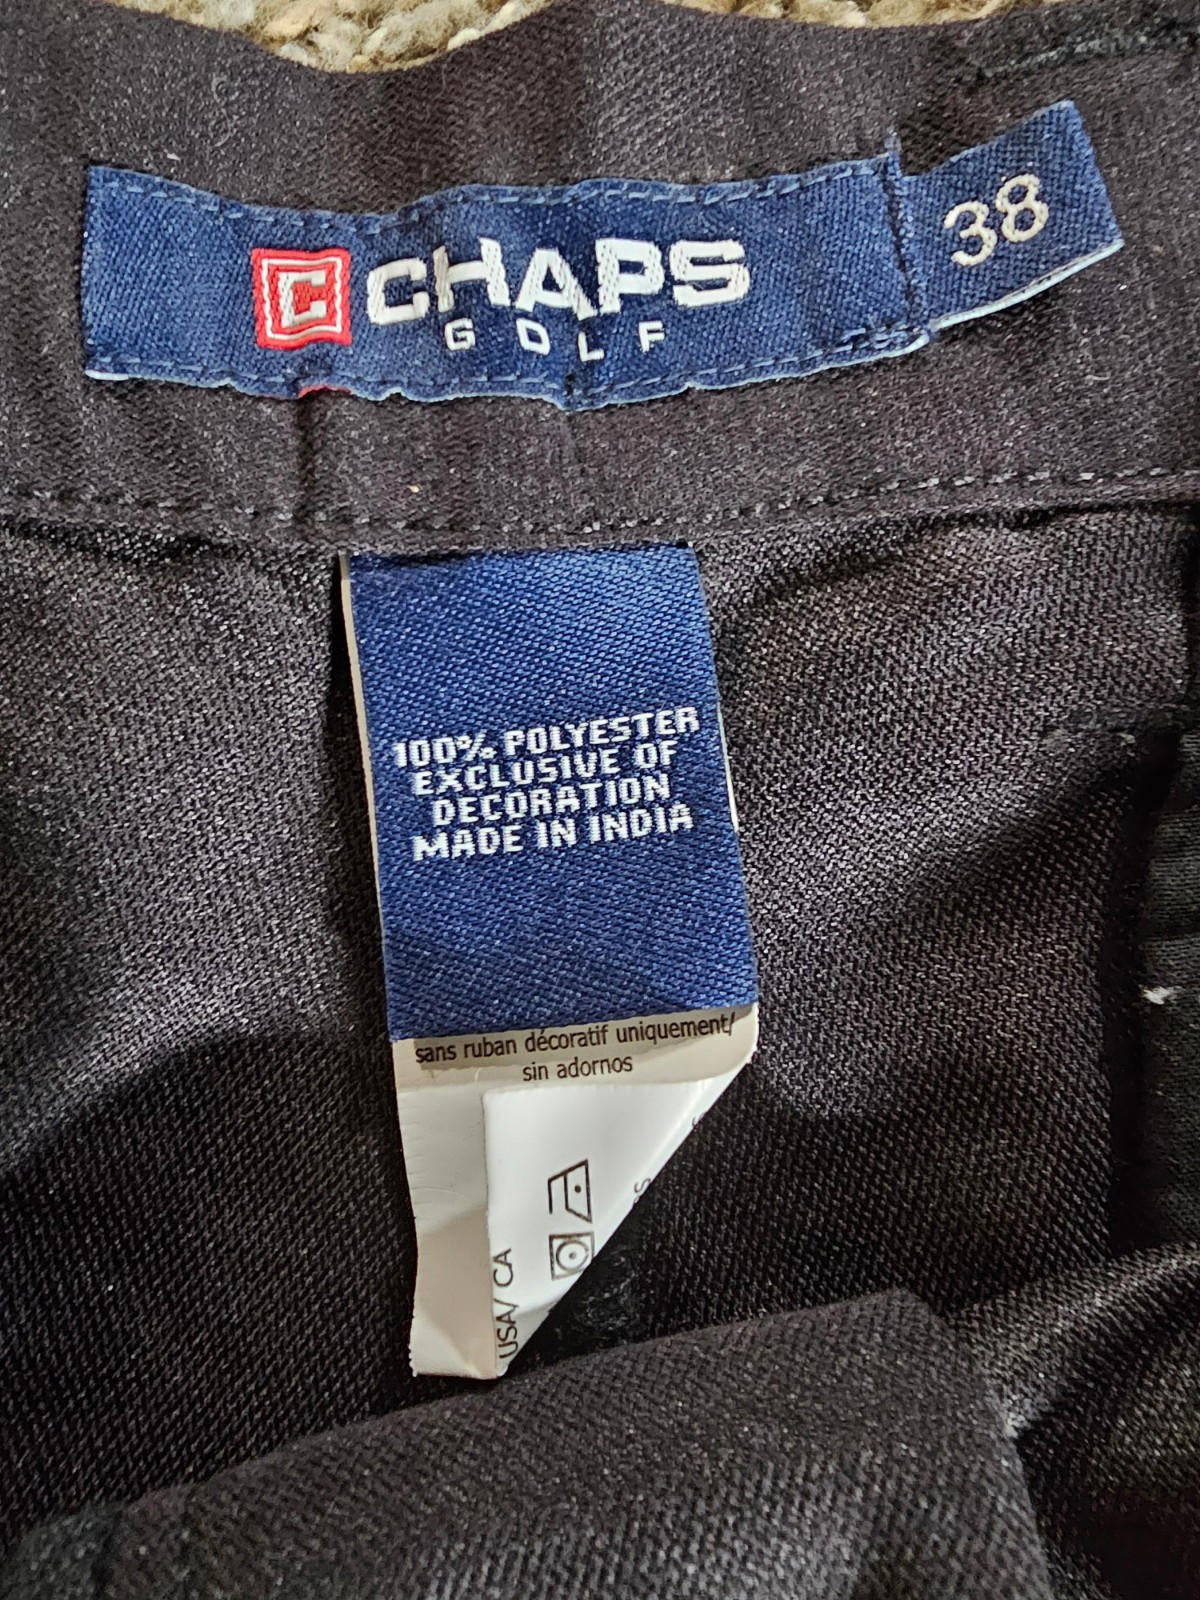 C CHAPS 38
GOLF
100% POLYESTER
EXCLUSIVE OF
DECORATION
MADE IN INDIA
sans ruban décoratif uniquement/
sin adornos
USA/ CA